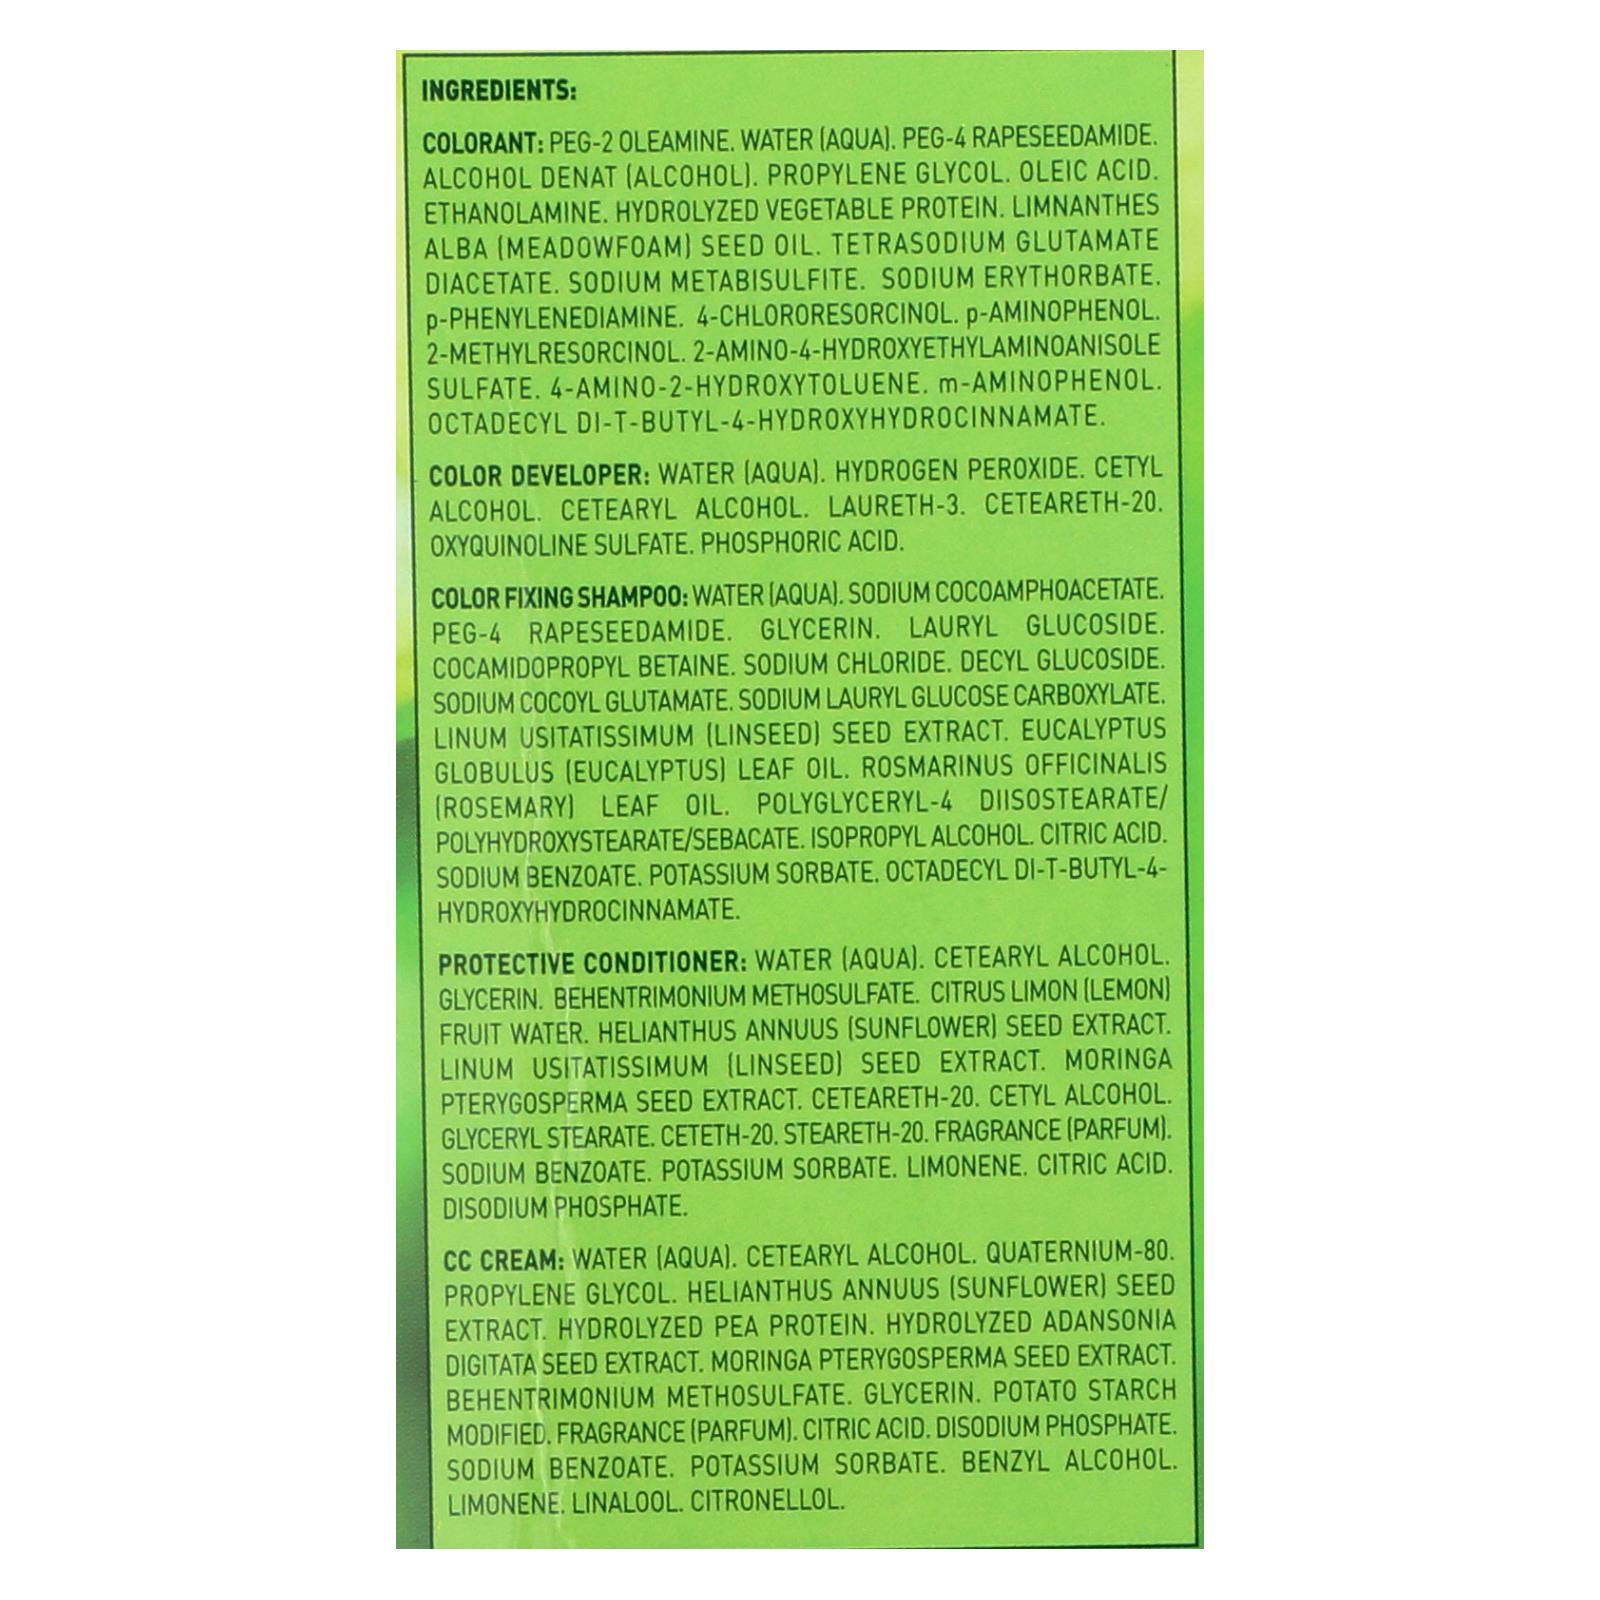 INGREDIENTS:
COLORANT: PEG-2 OLEAMINE. WATER (AQUA). PEG-4 RAPESEEDAMIDE.
ALCOHOL DENAT (ALCOHOL). PROPYLENE GLYCOL. OLEIC ACID.
ETHANOLAMINE. HYDROLYZED VEGETABLE PROTEIN. LIMNANTHES
ALBA (MEADOWFOAM) SEED OIL. TETRASODIUM GLUTAMATE
DIACETATE. SODIUM METABISULFITE. SODIUM ERYTHORBATE.
p-PHENYLENEDIAMINE. 4-CHLORORESORCINOL. p-AMINOPHENOL.
2-METHYLRESORCINOL. 2-AMINO-4-HYDROXYETHYLAMINOANISOLE
SULFATE. 4-AMINO-2-HYDROXYTOLUENE. m-AMINOPHENOL.
OCTADECYL DI-T-BUTYL-4-HYDROXYHYDROCINNAMATE.
COLOR DEVELOPER: WATER (AQUA). HYDROGEN PEROXIDE. CETYL
ALCOHOL. CETEARYL ALCOHOL. LAURETH-3. CETEARETH-20.
OXYQUINOLINE SULFATE. PHOSPHORIC ACID.
COLOR FIXING SHAMPOO: WATER (AQUA). SODIUM COCOAMPHOACETATE.
PEG-4 RAPESEEDAMIDE. GLYCERIN. LAURYL GLUCOSIDE.
COCAMIDOPROPYL BETAINE. SODIUM CHLORIDE. DECYL GLUCOSIDE.
SODIUM COCOYL GLUTAMATE. SODIUM LAURYL GLUCOSE CARBOXYLATE.
LINUM USITATISSIMUM (LINSEED) SEED EXTRACT. EUCALYPTUS
GLOBULUS (EUCALYPTUS) LEAF OIL. ROSMARINUS OFFICINALIS
(ROSEMARY) LEAF OIL. POLYGLYCERYL-4 DIISOSTEARATE/
POLYHYDROXYSTEARATE/SEBACATE. ISOPROPYL ALCOHOL. CITRIC ACID.
SODIUM BENZOATE. POTASSIUM SORBATE. OCTADECYL DI-T-BUTYL-4-
HYDROXYHYDROCINNAMATE.
PROTECTIVE CONDITIONER: WATER (AQUA). CETEARYL ALCOHOL.
GLYCERIN. BEHENTRIMONIUM METHOSULFATE. CITRUS LIMON (LEMON)
FRUIT WATER. HELIANTHUS ANNUUS (SUNFLOWER) SEED EXTRACT.
LINUM USITATISSIMUM (LINSEED) SEED EXTRACT. MORINGA
PTERYGOSPERMA SEED EXTRACT. CETEARETH-20. CETYL ALCOHOL.
GLYCERYL STEARATE. CETETH-20. STEARETH-20. FRAGRANCE (PARFUM).
SODIUM BENZOATE. POTASSIUM SORBATE. LIMONENE. CITRIC ACID.
DISODIUM PHOSPHATE.
CC CREAM: WATER (AQUA). CETEARYL ALCOHOL. QUATERNIUM-80.
PROPYLENE GLYCOL. HELIANTHUS ANNUUS (SUNFLOWER) SEED
EXTRACT. HYDROLYZED PEA PROTEIN. HYDROLYZED ADANSONIA
DIGITATA SEED EXTRACT. MORINGA PTERYGOSPERMA SEED EXTRACT.
BEHENTRIMONIUM METHOSULFATE. GLYCERIN. POTATO STARCH
MODIFIED. FRAGRANCE (PARFUM). CITRIC ACID. DISODIUM PHOSPHATE.
SODIUM BENZOATE. POTASSIUM SORBATE. BENZYL ALCOHOL.
LIMONENE. LINALOOL. CITRONELLOL.